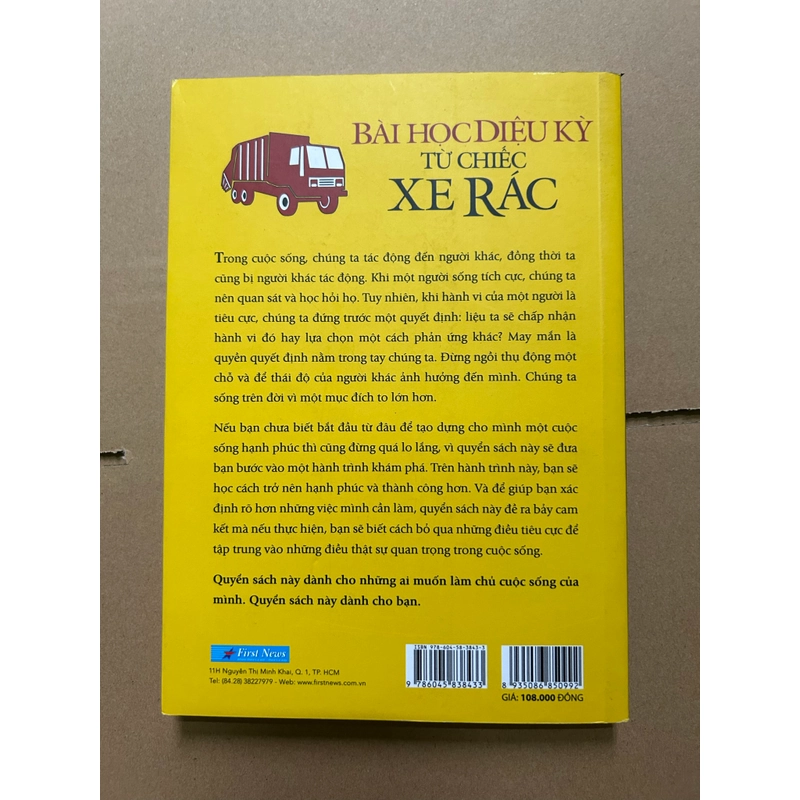 BÀI HỌC DIỆU KỲ
TỪ CHIẾC
XE RÁC
Trong cuộc sống, chúng ta tác động đến người khác, đồng thời ta
cũng bị người khác tác động. Khi một người sống tích cực, chúng ta
nên quan sát và học hỏi họ. Tuy nhiên, khi hành vi của một người là
tiêu cực, chúng ta đứng trước một quyết định: liệu ta sẽ chấp nhận
hành vi đó hay lựa chọn một cách phản ứng khác? May mắn là
quyền quyết định nằm trong tay chúng ta. Đừng ngồi thụ động một
chỗ và để thái độ của người khác ảnh hưởng đến mình. Chúng ta
sống trên đời vì một mục đích to lớn hơn.
Nếu bạn chưa biết bắt đầu từ đâu để tạo dựng cho mình một cuộc
sống hạnh phúc thì cũng đừng quá lo lắng, vì quyển sách này sẽ đưa
bạn bước vào một hành trình khám phá. Trên hành trình này, bạn sẽ
học cách trở nên hạnh phúc và thành công hơn. Và để giúp bạn xác
định rõ hơn những việc mình cần làm, quyển sách này đề ra bảy cam
kết mà nếu thực hiện, bạn sẽ biết cách bỏ qua những điều tiêu cực để
tập trung vào những điều thật sự quan trọng trong cuộc sống.
Quyển sách này dành cho những ai muốn làm chủ cuộc sống của
mình. Quyển sách này dành cho bạn.
First News
11H Nguyễn Thị Minh Khai, Q. 1, TP. HCM
Tel: (84.28) 38227979 - Web: www.firstnews.com.vn
ISBN 978-604-58-3843-3
9 786045 838433
8 935086 850992
GIÁ: 108.000 ĐỒNG